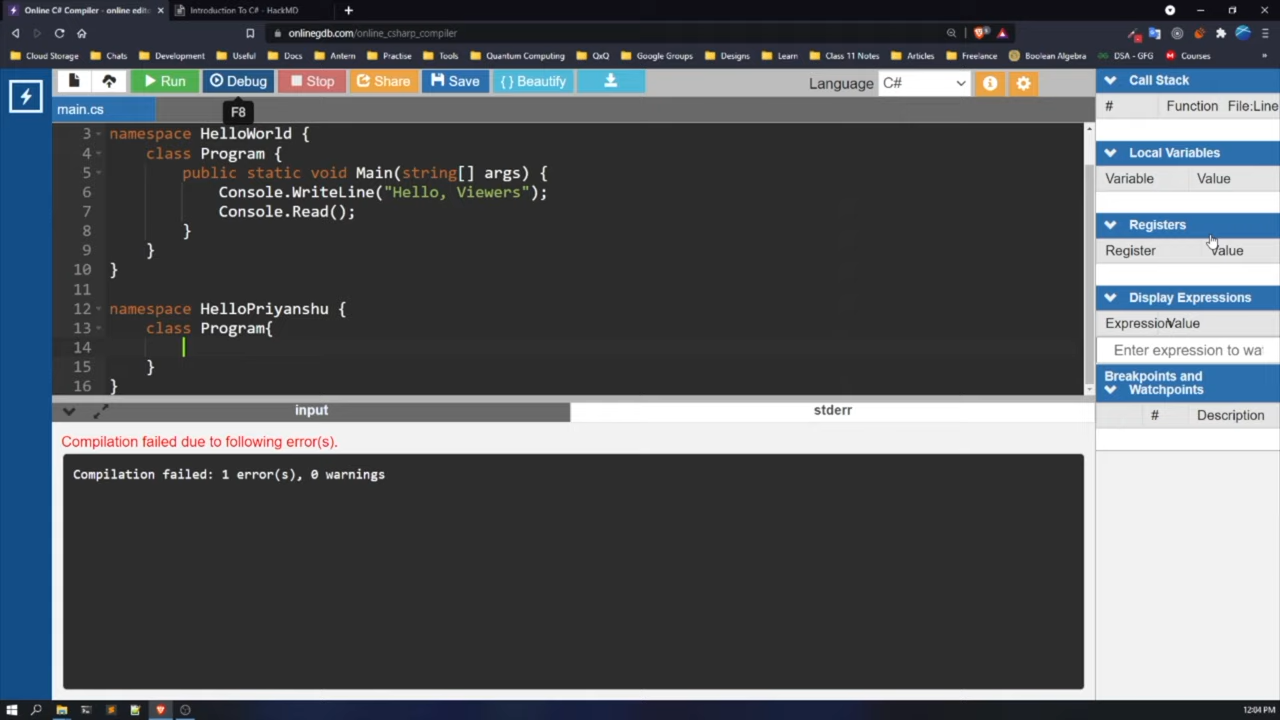 Online C# Compiler - online edit
Introduction To C# - HackMD
onlinegdb.com/online_csharp_compiler
Cloud Storage Chats Development Useful Docs Antern Practise Tools Quantum Computing QxQ Google Groups Designs Learn Class 11 Notes Articles Freelance Boolean Algebra DSA - GFG Courses »
Run Debug Stop Share Save { } Beautify Language C#
F8
main.cs
3 namespace HelloWorld {
4 class Program {
5 public static void Main(string[] args) {
6 Console.WriteLine("Hello, Viewers");
7 Console.Read();
8 }
9 }
10 }
11
12 namespace HelloPriyanshu {
13 class Program{
14
15 }
16 }
input stderr
Compilation failed due to following error(s).
Compilation failed: 1 error(s), 0 warnings
Call Stack
# Function File:Line
Local Variables
Variable Value
Registers
Register Value
Display Expressions
Expression Value
Enter expression to wa
Breakpoints and
Watchpoints
# Description
12:04 PM